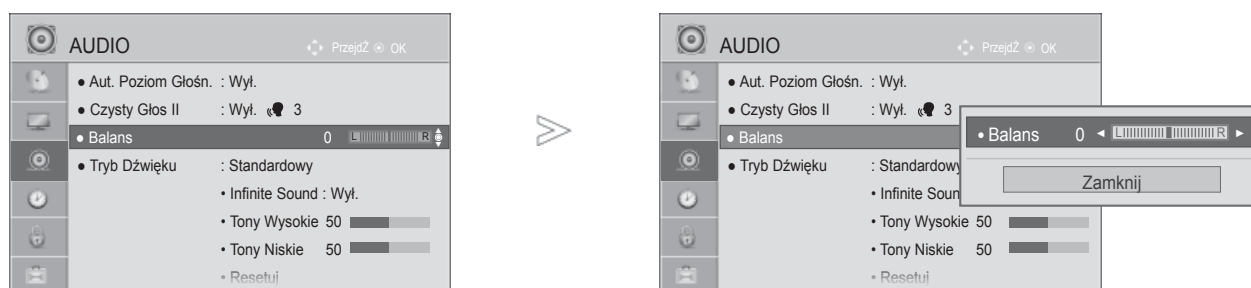 AUDIO
PrzejdŹ OK
● Aut. Poziom Głośn. : Wył.
● Czysty Głos II : Wył. 3
● Balans 0 L R
● Tryb Dźwięku : Standardowy
• Infinite Sound : Wył.
• Tony Wysokie 50
• Tony Niskie 50
• Resetuj
AUDIO
PrzejdŹ OK
● Aut. Poziom Głośn. : Wył.
● Czysty Głos II : Wył. 3
● Balans
● Tryb Dźwięku : Standardowy
• Infinite Soun
• Tony Wysokie 50
• Tony Niskie 50
• Resetuj
• Balans 0 ◄ L R ►
Zamknij